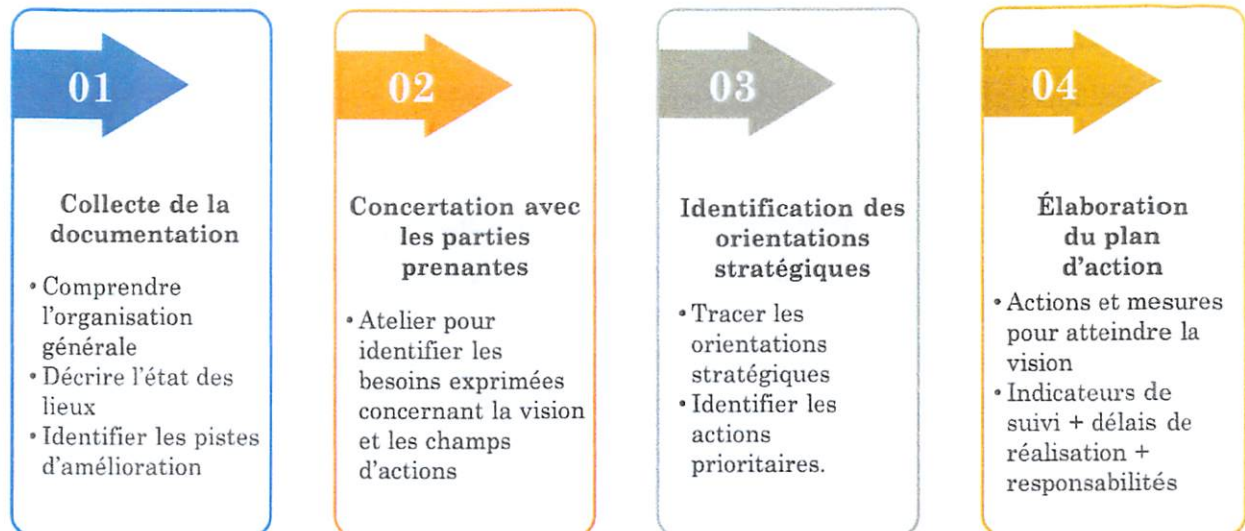 01
Collecte de la
documentation
• Comprendre
l'organisation
générale
• Décrire l'état des
lieux
• Identifier les pistes
d'amélioration
02
Concertation avec
les parties
prenantes
• Atelier pour
identifier les
besoins exprimées
concernant la vision
et les champs
d'actions
03
Identification des
orientations
stratégiques
• Tracer les
orientations
stratégiques
• Identifier les
actions
prioritaires.
04
Élaboration
du plan
d'action
• Actions et mesures
pour atteindre la
vision
• Indicateurs de
suivi + délais de
réalisation +
responsabilités